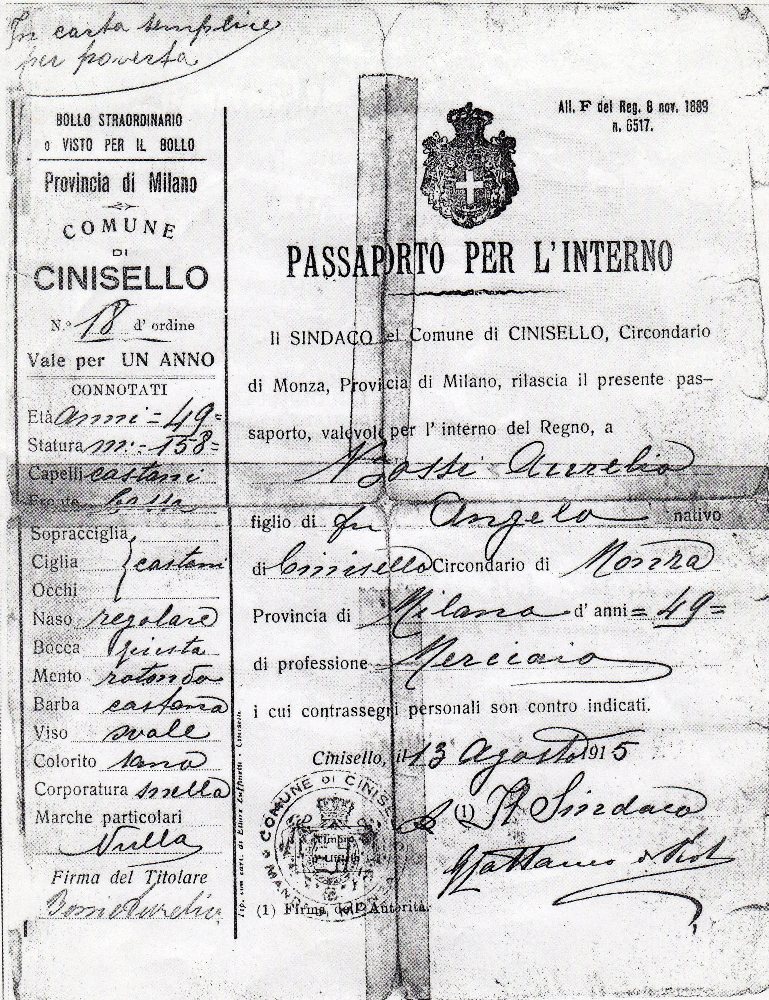 In carta semplice
per povertà
BOLLO STRAORDINARIO
o VISTO PER IL BOLLO
Provincia di Milano
COMUNE
DI
CINISELLO
N.° 18 d' ordine
Vale per UN ANNO
CONNOTATI
Età anni = 49 =
Statura m. - 158 =
Capelli castani
Fronte bassa
Sopracciglia
Ciglia castani
Occhi
Naso regolare
Bocca giusta
Mento rotondo
Barba castana
Viso ovale
Colorito sano
Corporatura snella
Marche particolari
Nulla
Firma del Titolare
Aurelio
All. F del Reg. 8 nov. 1889
n. 6517.
PASSAPORTO PER L'INTERNO
Il SINDACO del Comune di CINISELLO, Circondario
di Monza, Provincia di Milano, rilascia il presente pas-
saporto, valevole per l' interno del Regno, a
Aurelio
figlio di fu Angelo nativo
di Cinisello Circondario di Monza
Provincia di Milano d' anni = 49 =
di professione Merciaio
i cui contrassegni personali son contro indicati.
Cinisello, il 13 Agosto 1915
(1) Il Sindaco
COMUNE DI CINISELLO
(1) Firma dell'Autorità.